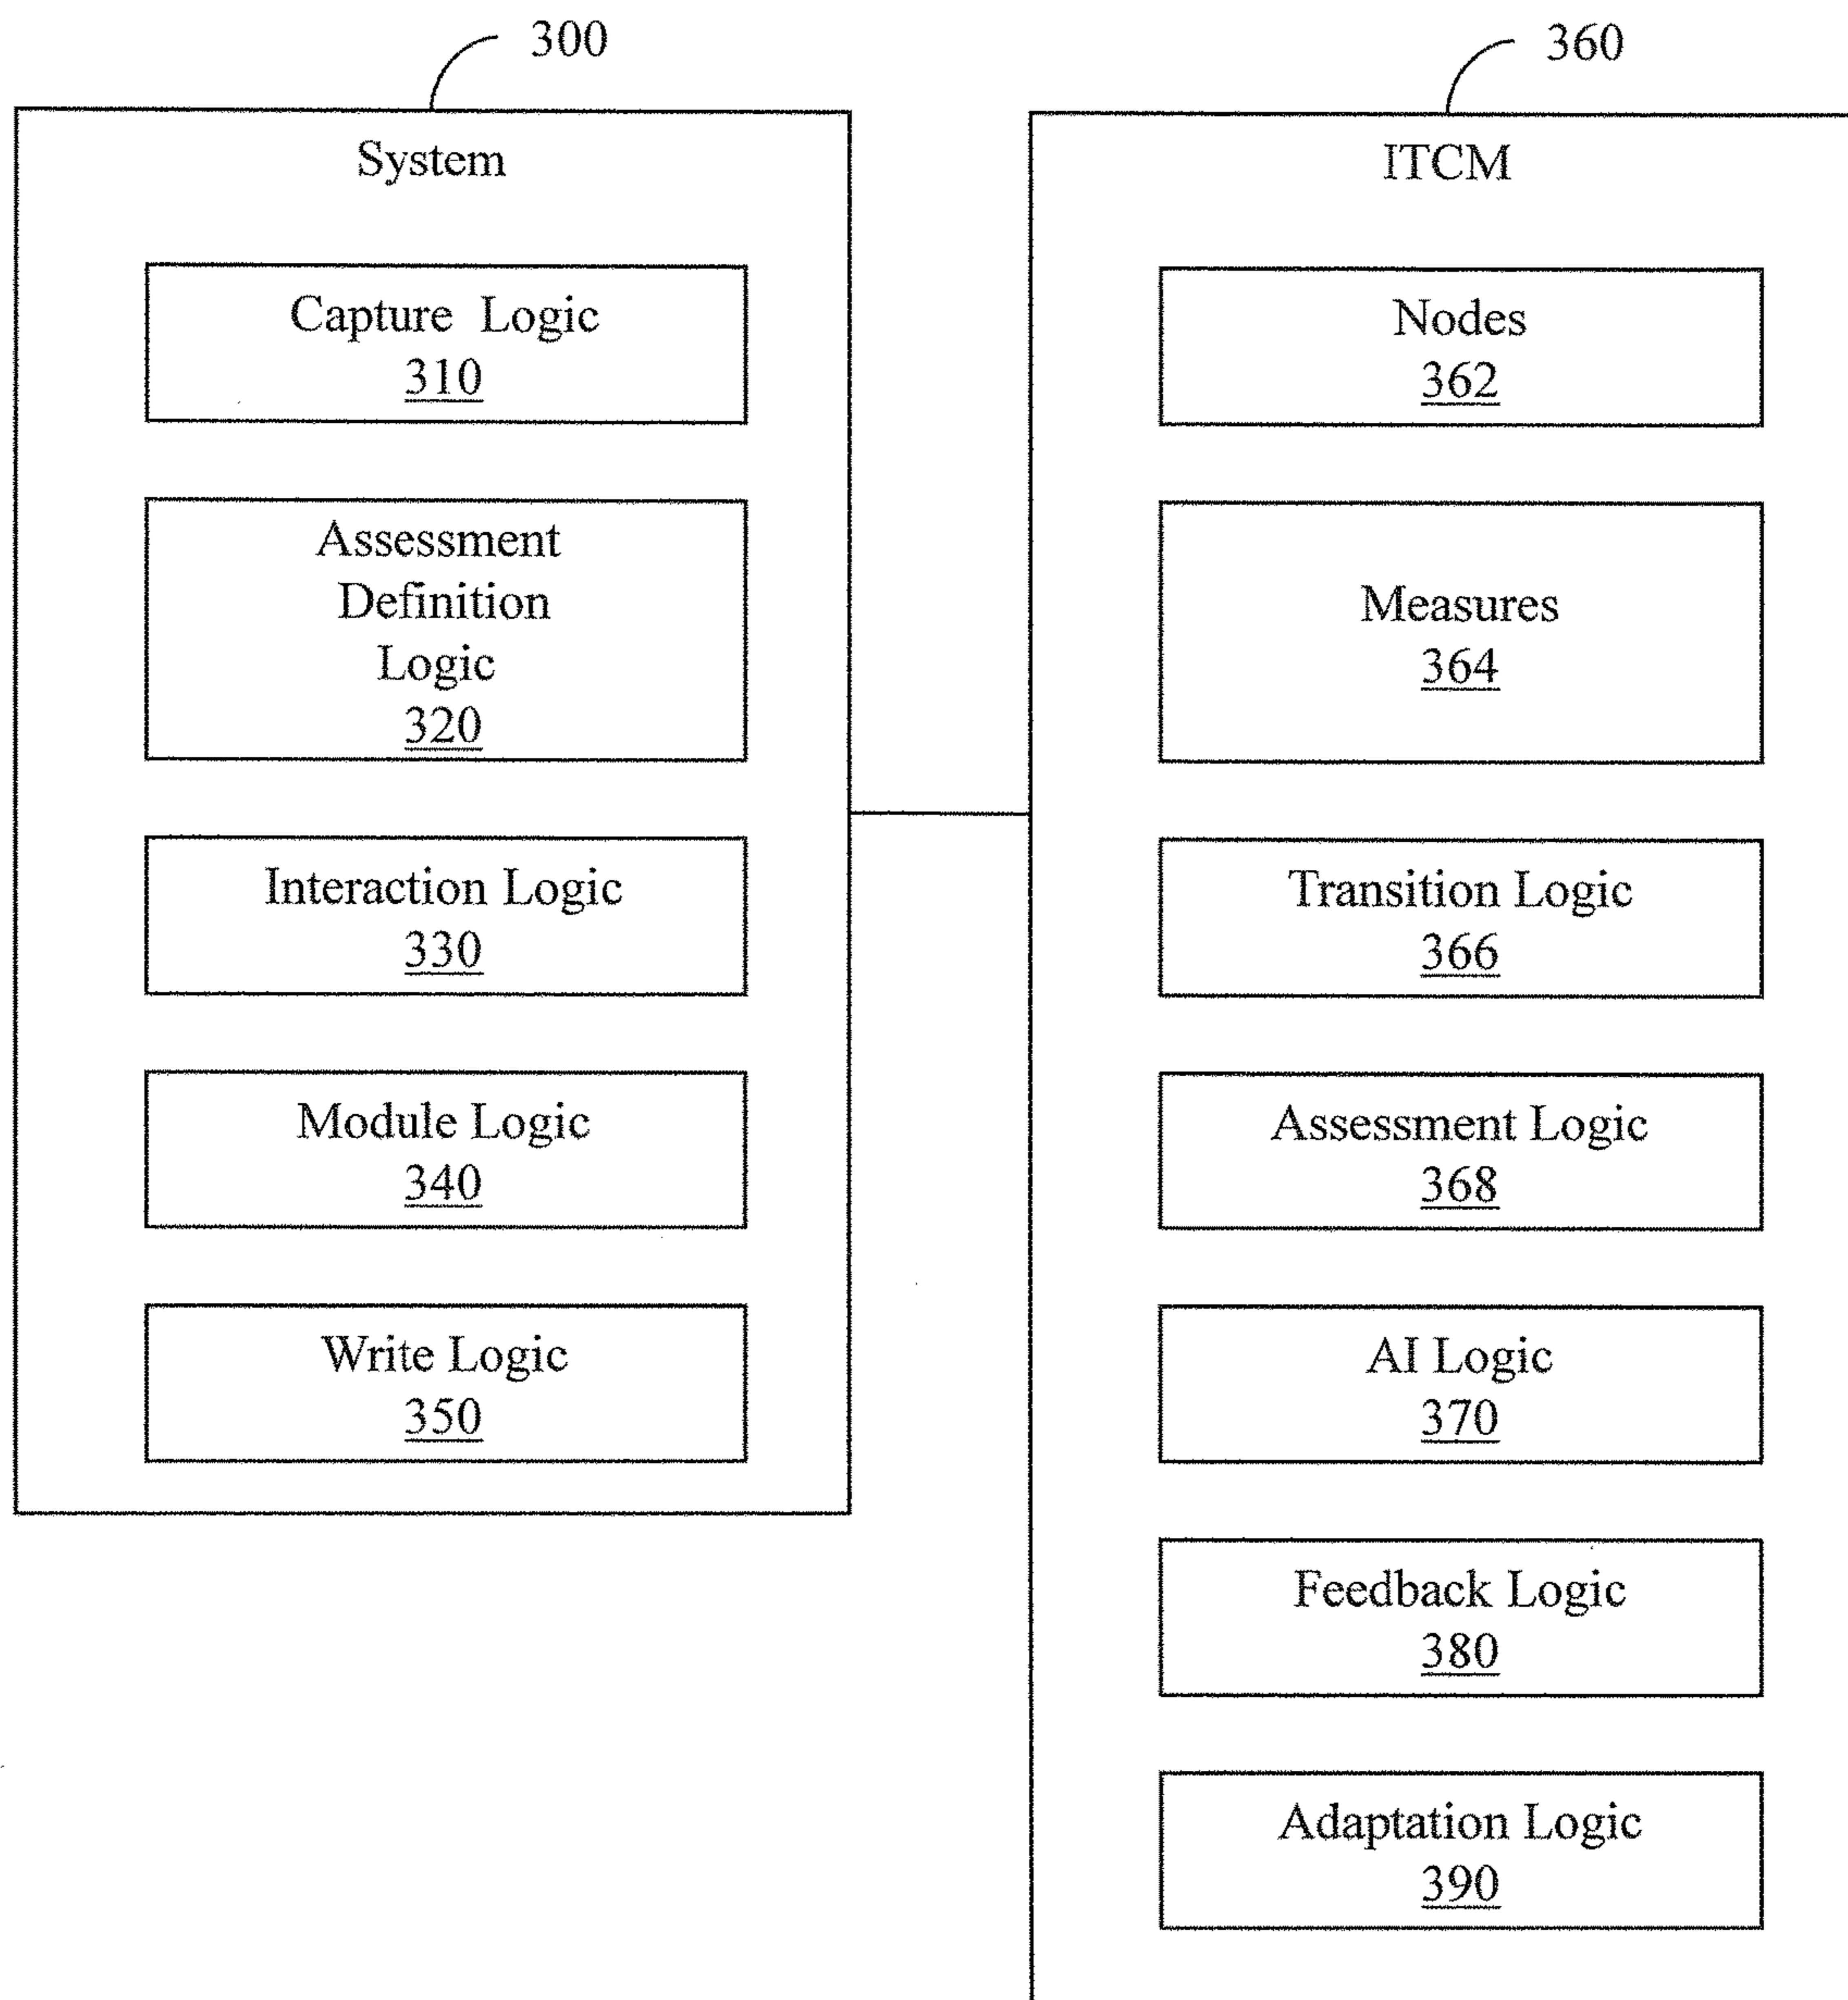 300
System
Capture Logic
310
Assessment
Definition
Logic
320
Interaction Logic
330
Module Logic
340
Write Logic
350
360
ITCM
Nodes
362
Measures
364
Transition Logic
366
Assessment Logic
368
AI Logic
370
Feedback Logic
380
Adaptation Logic
390